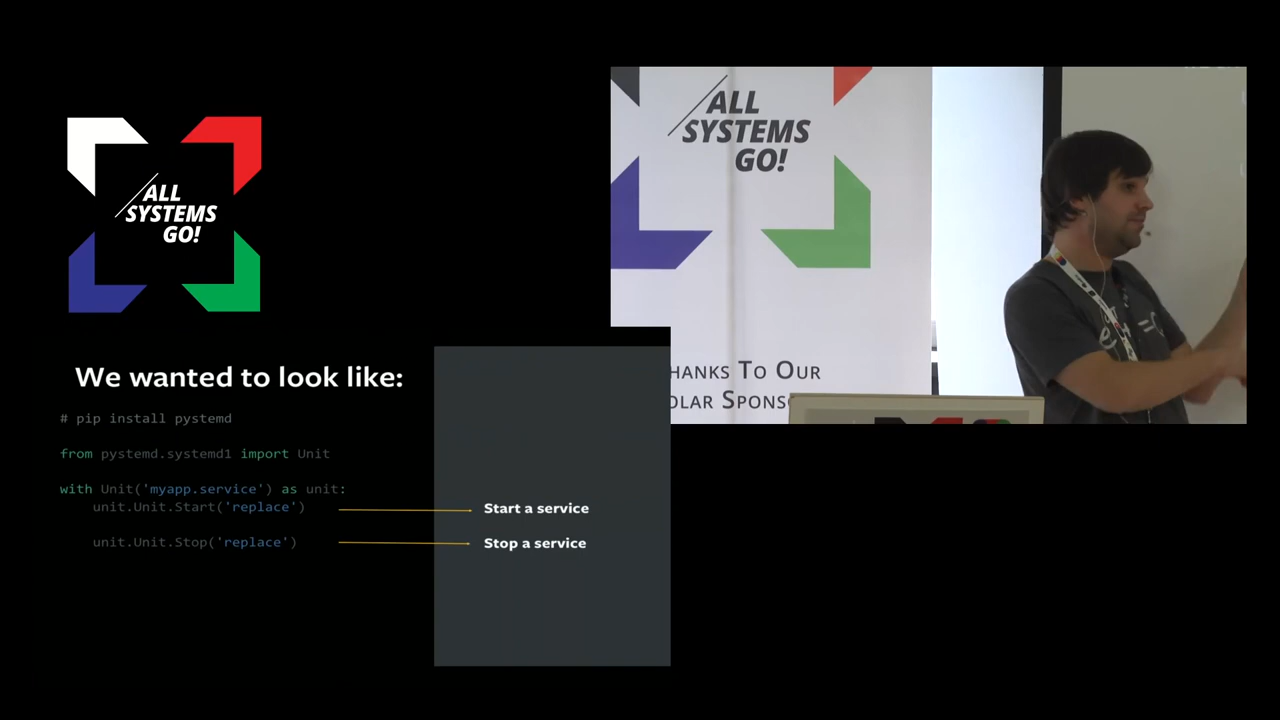 ALL
SYSTEMS
GO!
ALL
SYSTEMS
GO!
HANKS TO OUR
OLAR SPONS
We wanted to look like:
# pip install pystemd
from pystemd.systemd1 import Unit
with Unit('myapp.service') as unit:
unit.Unit.Start('replace')
unit.Unit.Stop('replace')
Start a service
Stop a service